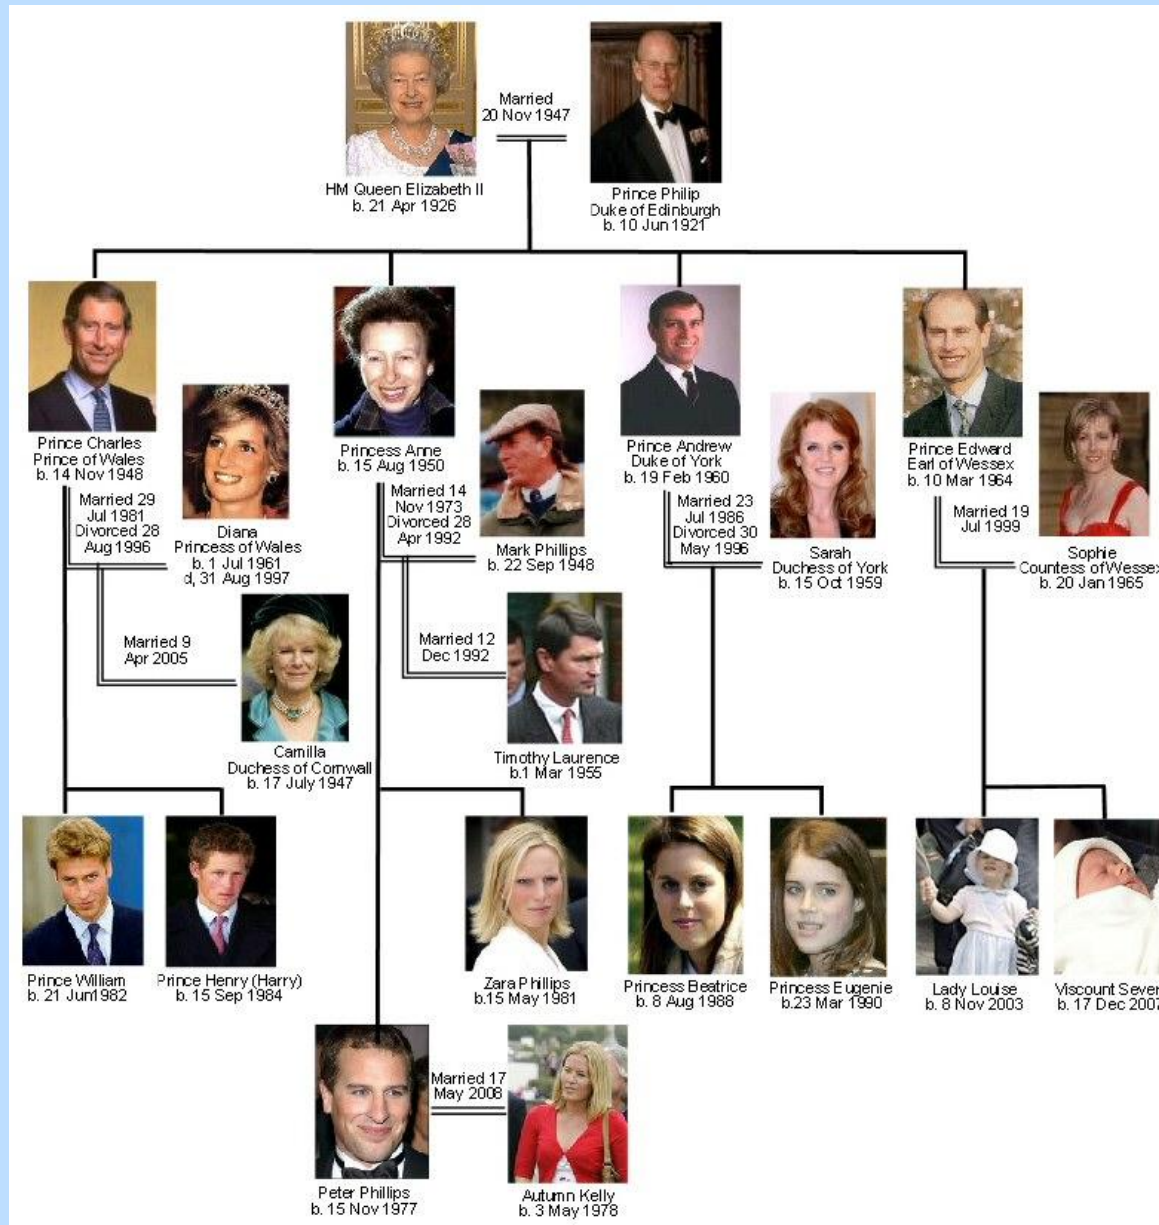 Married
20 Nov 1947
HM Queen Elizabeth II
b. 21 Apr 1926
Prince Philip
Duke of Edinburgh
b. 10 Jun 1921
Prince Charles
Prince of Wales
b. 14 Nov 1948
Married 29
Jul 1981
Divorced 28
Aug 1996
Diana
Princess of Wales
b. 1 Jul 1961
d, 31 Aug 1997
Princess Anne
b. 15 Aug 1950
Married 14
Nov 1973
Divorced 28
Apr 1992
Mark Phillips
b. 22 Sep 1948
Prince Andrew
Duke of York
b. 19 Feb 1960
Married 23
Jul 1986
Divorced 30
May 1996
Sarah
Duchess of York
b. 15 Oct 1959
Prince Edward
Earl of Wessex
b. 10 Mar 1964
Married 19
Jul 1999
Sophie
Countess of Wessex
b. 20 Jan 1965
Married 9
Apr 2005
Camilla
Duchess of Cornwall
b. 17 July 1947
Married 12
Dec 1992
Timothy Laurence
b.1 Mar 1955
Prince William
b. 21 Jun1982
Prince Henry (Harry)
b. 15 Sep 1984
Zara Phillips
b.15 May 1981
Princess Beatrice
b. 8 Aug 1988
Princess Eugenie
b.23 Mar 1990
Lady Louise
b. 8 Nov 2003
Viscount Sever
b. 17 Dec 2007
Married 17
May 2008
Peter Phillips
b. 15 Nov 1977
Autumn Kelly
b. 3 May 1978